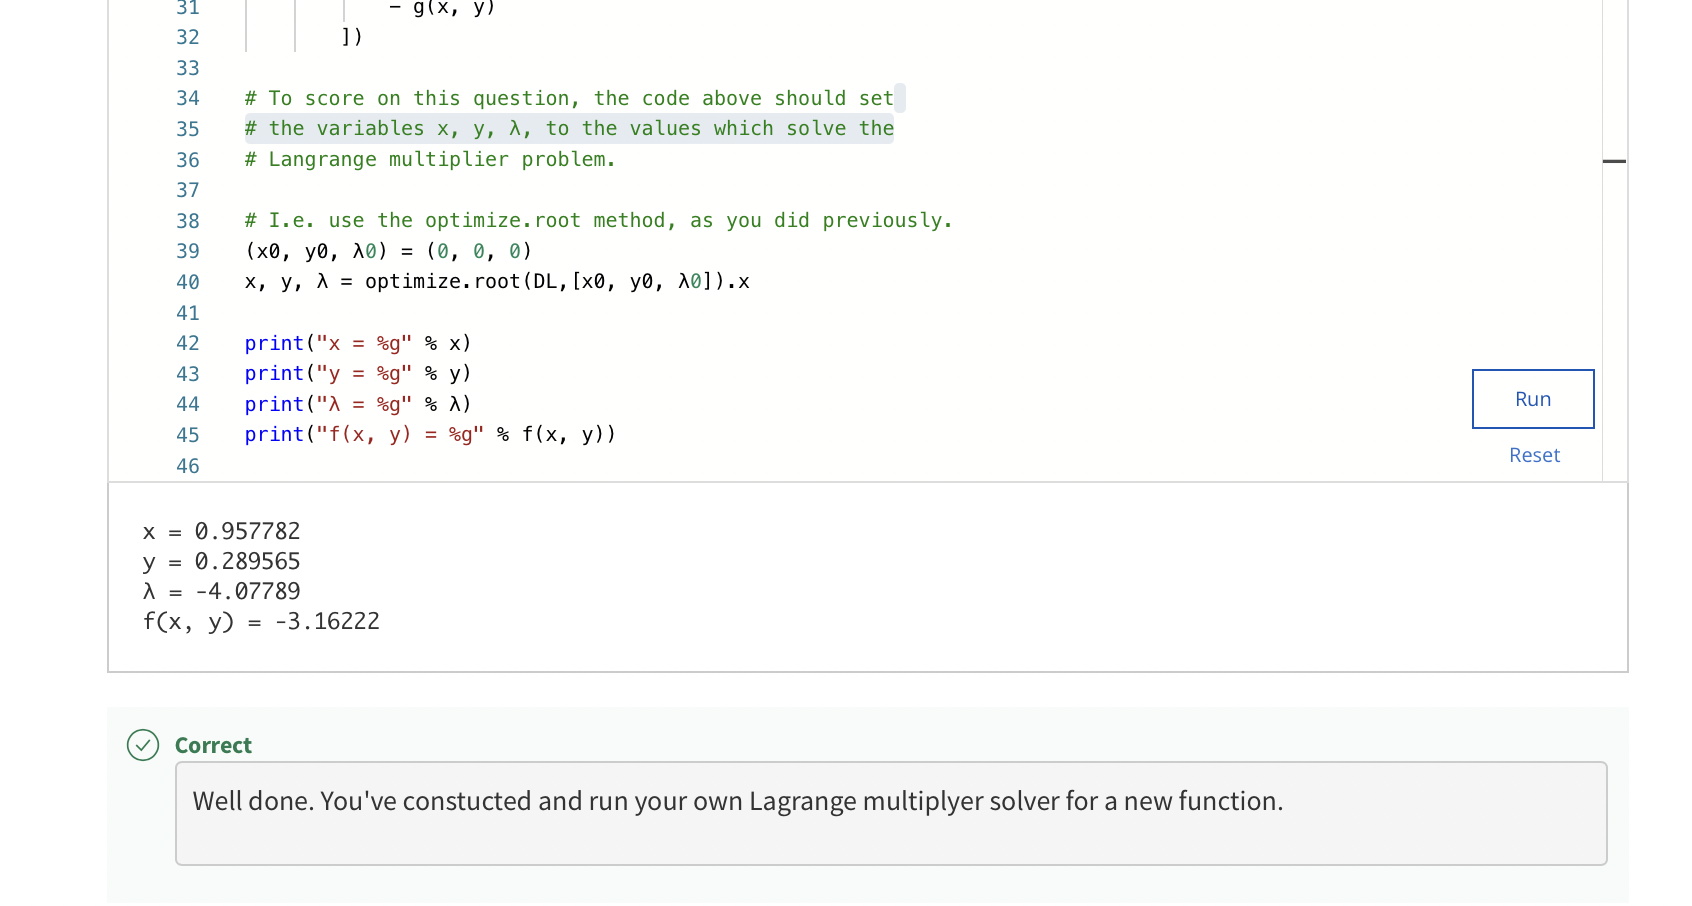 31 - g(x, y)
32 ])
33
34 # To score on this question, the code above should set
35 # the variables x, y, λ, to the values which solve the
36 # Langrange multiplier problem.
37
38 # I.e. use the optimize.root method, as you did previously.
39 (x0, y0, λ0) = (0, 0, 0)
40 x, y, λ = optimize.root(DL,[x0, y0, λ0]).x
41
42 print("x = %g" % x)
43 print("y = %g" % y)
44 print("λ = %g" % λ)
45 print("f(x, y) = %g" % f(x, y))
46
Run
Reset
x = 0.957782
y = 0.289565
λ = -4.07789
f(x, y) = -3.16222
Correct
Well done. You've constucted and run your own Lagrange multiplyer solver for a new function.